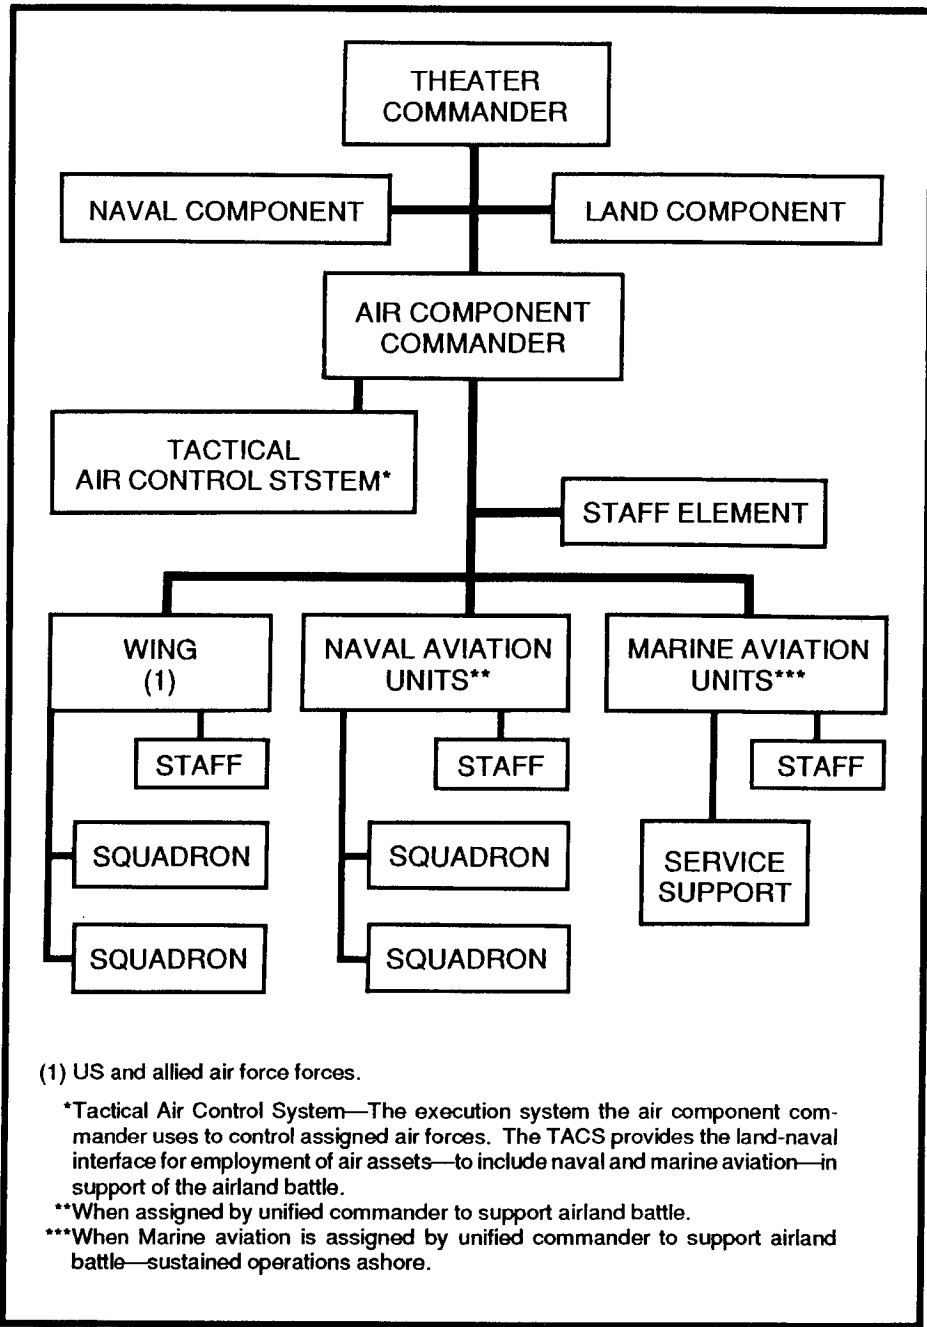 THEATER
COMMANDER
NAVAL COMPONENT
LAND COMPONENT
AIR COMPONENT
COMMANDER
TACTICAL
AIR CONTROL STSTEM*
STAFF ELEMENT
WING
(1)
NAVAL AVIATION
UNITS**
MARINE AVIATION
UNITS***
STAFF
STAFF
STAFF
SQUADRON
SQUADRON
SERVICE
SUPPORT
SQUADRON
SQUADRON
(1) US and allied air force forces.
*Tactical Air Control System—The execution system the air component com-
mander uses to control assigned air forces. The TACS provides the land-naval
interface for employment of air assets—to include naval and marine aviation—in
support of the airland battle.
**When assigned by unified commander to support airland battle.
***When Marine aviation is assigned by unified commander to support airland
battle—sustained operations ashore.